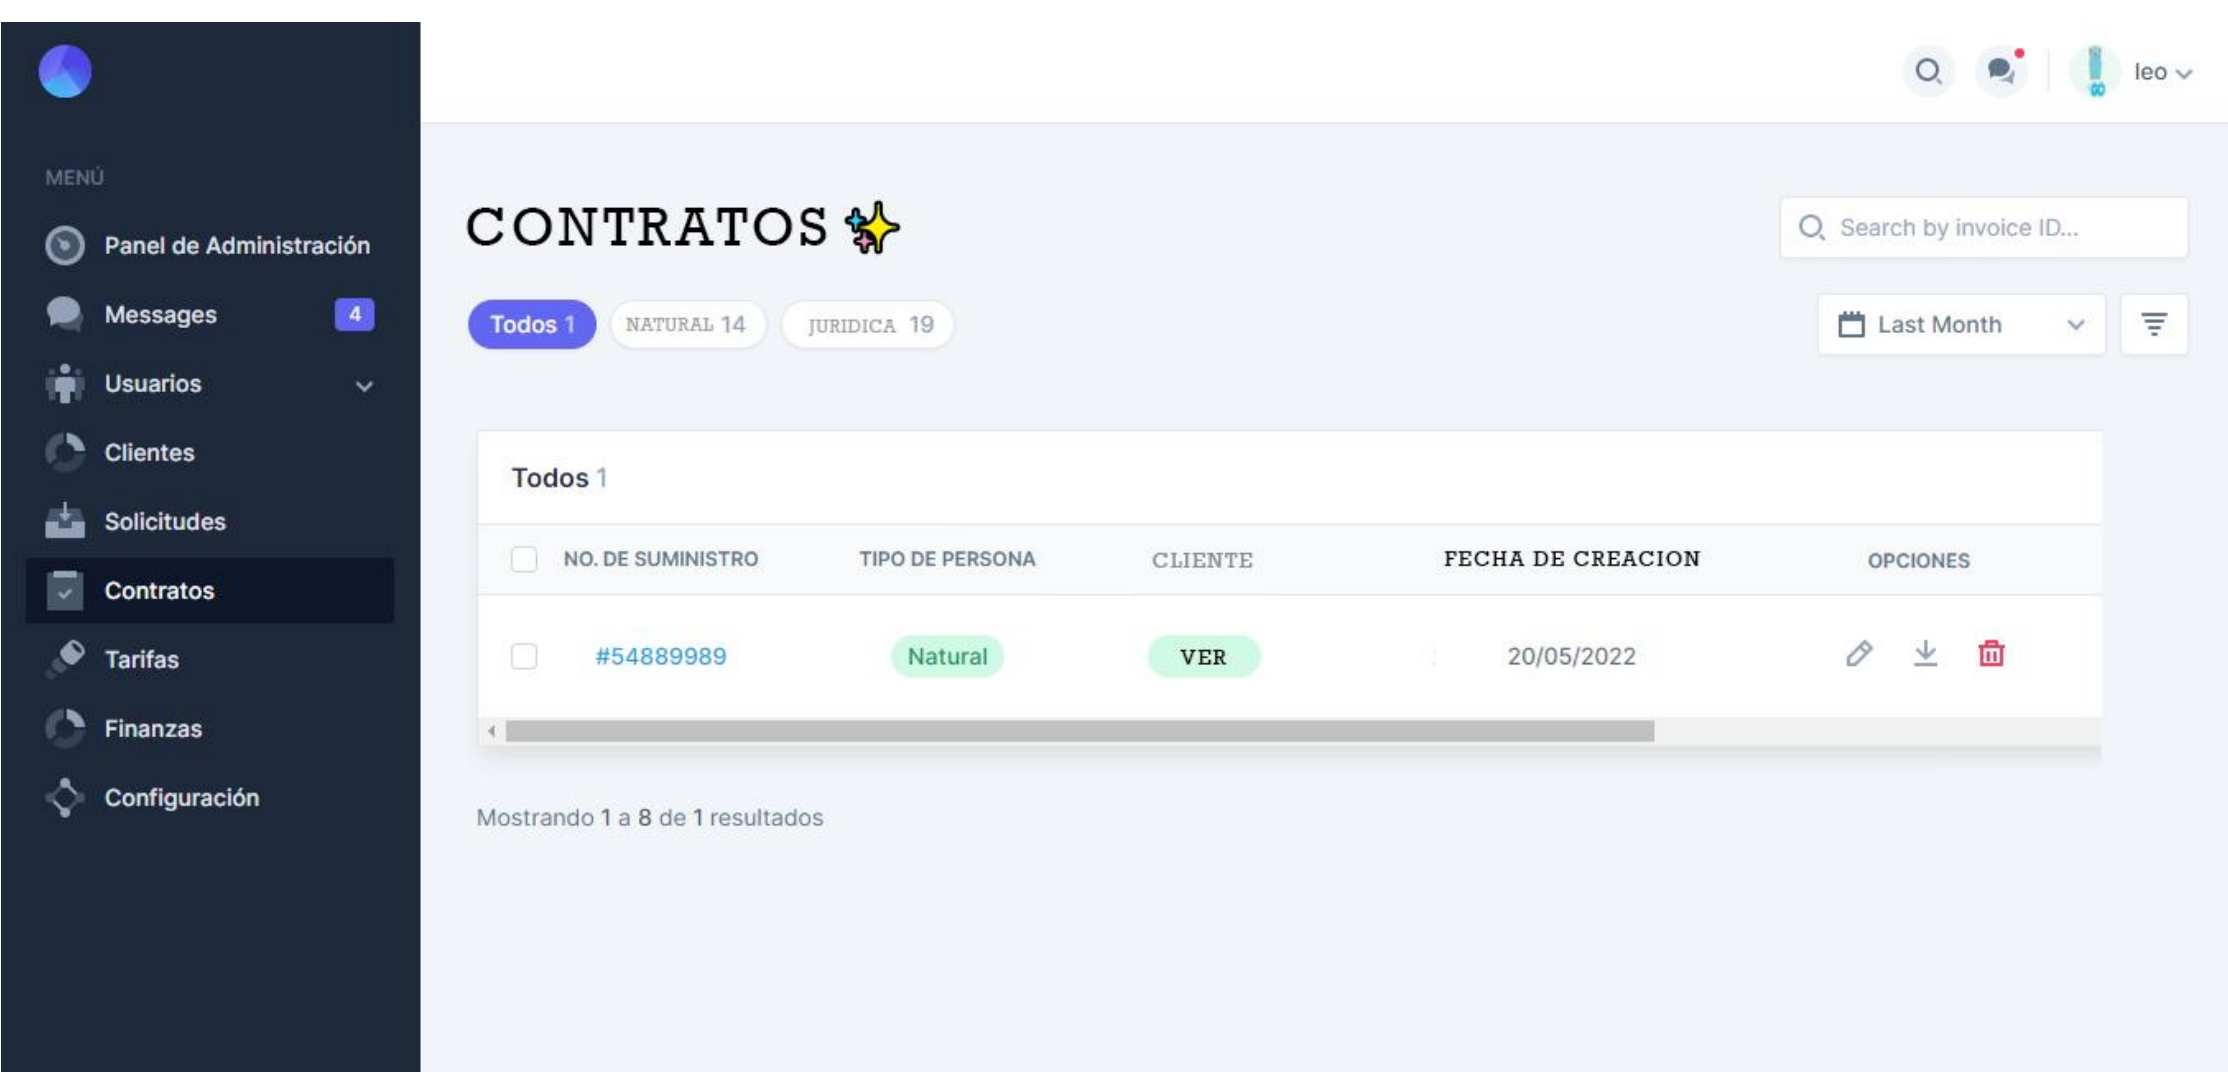 leo
MENÚ
Panel de Administración
Messages 4
Usuarios
Clientes
Solicitudes
Contratos
Tarifas
Finanzas
Configuración
CONTRATOS
Search by invoice ID...
Todos 1 NATURAL 14 JURIDICA 19
Last Month
Todos 1
NO. DE SUMINISTRO TIPO DE PERSONA CLIENTE FECHA DE CREACION OPCIONES
#54889989 Natural VER 20/05/2022
Mostrando 1 a 8 de 1 resultados